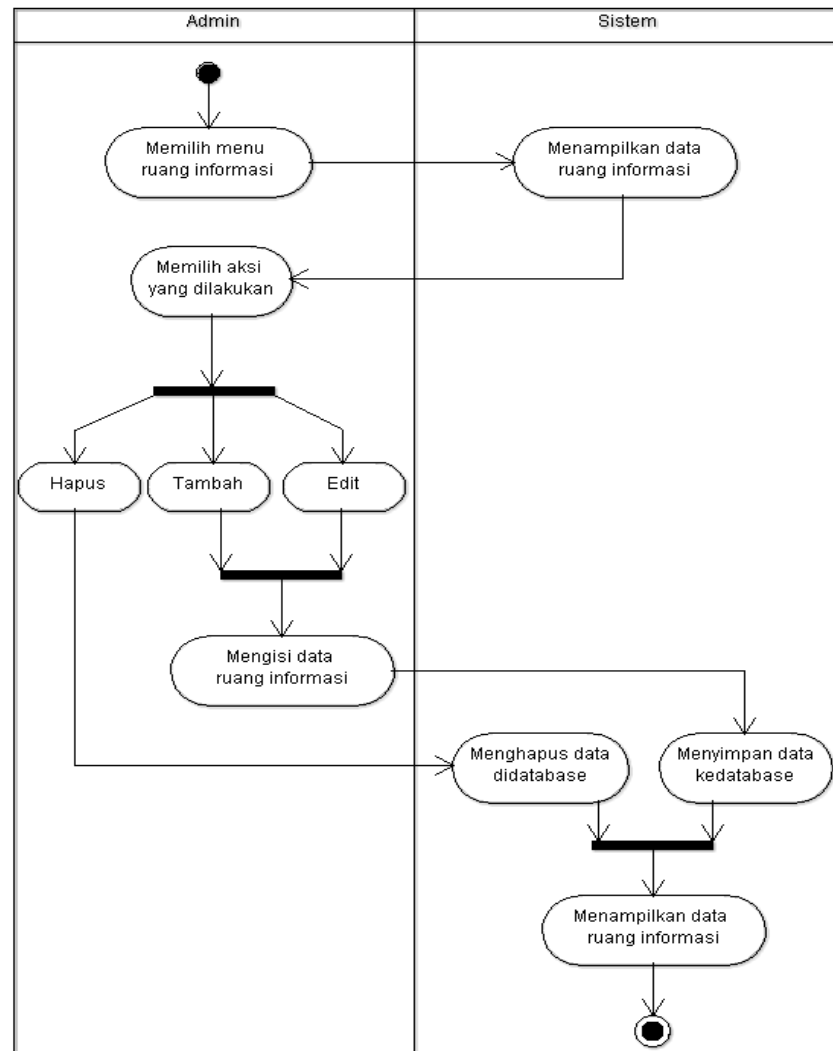 Admin
Sistem
Memilih menu
ruang informasi
Menampilkan data
ruang informasi
Memilih aksi
yang dilakukan
Hapus
Tambah
Edit
Mengisi data
ruang informasi
Menghapus data
didatabase
Menyimpan data
kedatabase
Menampilkan data
ruang informasi